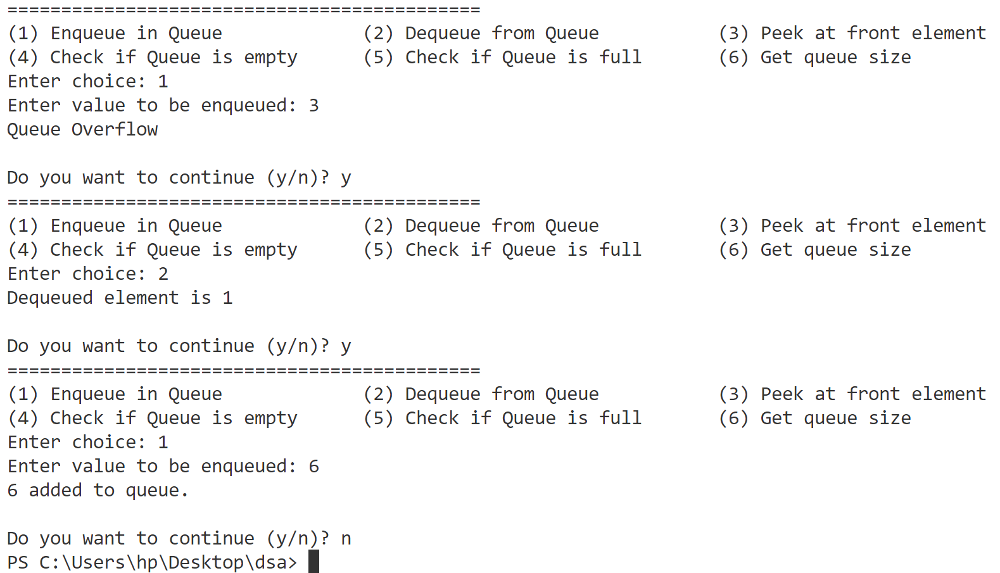 ============================================
(1) Enqueue in Queue (2) Dequeue from Queue (3) Peek at front element
(4) Check if Queue is empty (5) Check if Queue is full (6) Get queue size
Enter choice: 1
Enter value to be enqueued: 3
Queue Overflow
Do you want to continue (y/n)? y
============================================
(1) Enqueue in Queue (2) Dequeue from Queue (3) Peek at front element
(4) Check if Queue is empty (5) Check if Queue is full (6) Get queue size
Enter choice: 2
Dequeued element is 1
Do you want to continue (y/n)? y
============================================
(1) Enqueue in Queue (2) Dequeue from Queue (3) Peek at front element
(4) Check if Queue is empty (5) Check if Queue is full (6) Get queue size
Enter choice: 1
Enter value to be enqueued: 6
6 added to queue.
Do you want to continue (y/n)? n
PS C:\Users\hp\Desktop\dsa>